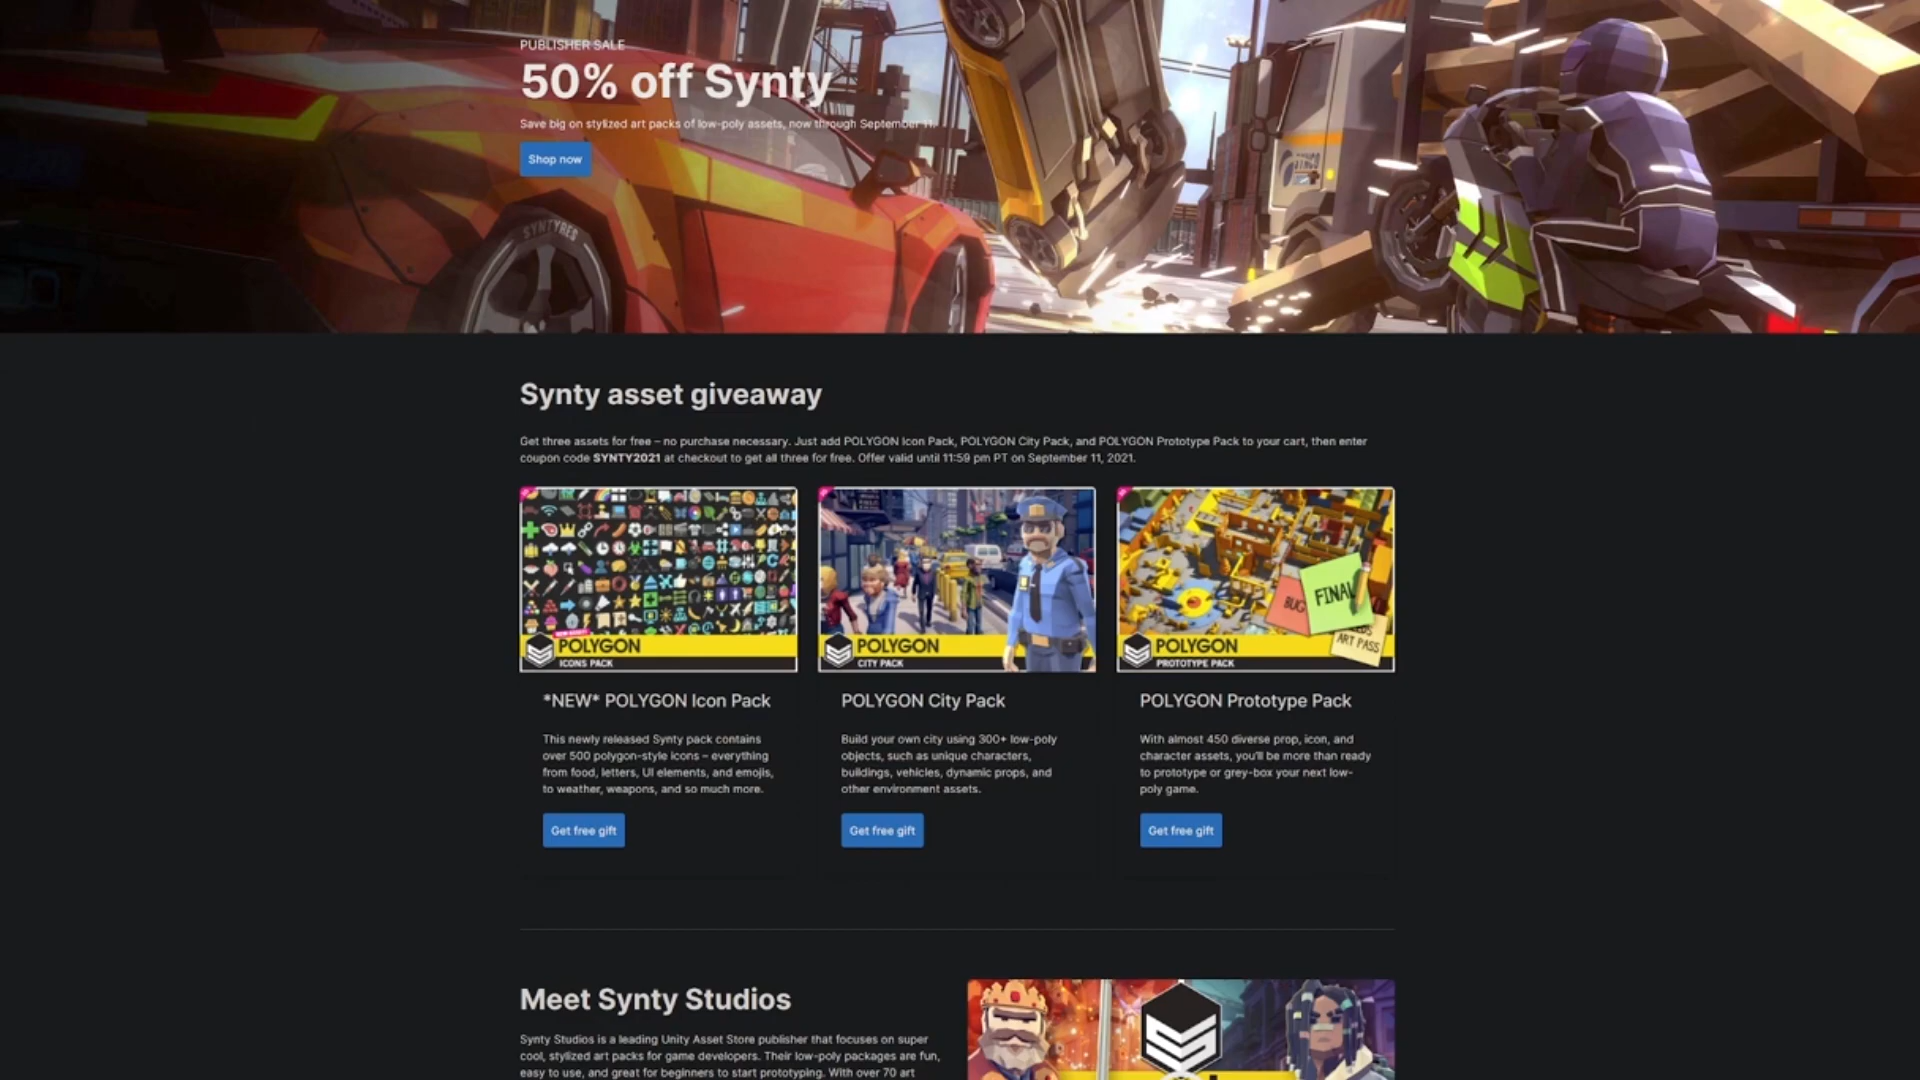 PUBLISHER SALE
50% off Synty
Save big on stylized art packs of low-poly assets, now through September 11.
Shop now
SYNTYRES
Synty asset giveaway
Get three assets for free – no purchase necessary. Just add POLYGON Icon Pack, POLYGON City Pack, and POLYGON Prototype Pack to your cart, then enter
coupon code SYNTY2021 at checkout to get all three for free. Offer valid until 11:59 pm PT on September 11, 2021.
POLYGON
ICONS PACK
POLYGON
CITY PACK
BUG
FINAL
ART PASS
POLYGON
PROTOTYPE PACK
*NEW* POLYGON Icon Pack
This newly released Synty pack contains
over 500 polygon-style icons – everything
from food, letters, UI elements, and emojis,
to weather, weapons, and so much more.
Get free gift
POLYGON City Pack
Build your own city using 300+ low-poly
objects, such as unique characters,
buildings, vehicles, dynamic props, and
other environment assets.
Get free gift
POLYGON Prototype Pack
With almost 450 diverse prop, icon, and
character assets, you'll be more than ready
to prototype or grey-box your next low-
poly game.
Get free gift
Meet Synty Studios
Synty Studios is a leading Unity Asset Store publisher that focuses on super
cool, stylized art packs for game developers. Their low-poly packages are fun,
easy to use, and great for beginners to start prototyping. With over 70 art